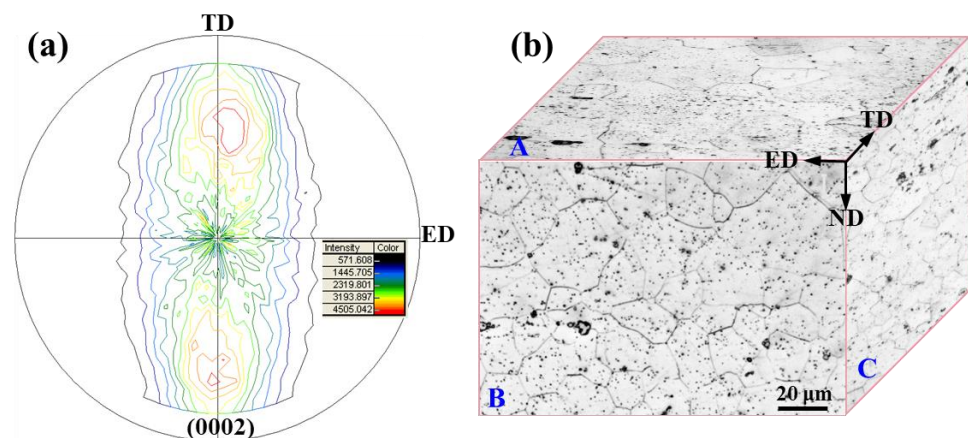 (a)
TD
ED
Intensity Color
571.608
1445.705
2319.801
3193.897
4505.042
(0002)
(b)
A
TD
ED
ND
B
C
20 μm